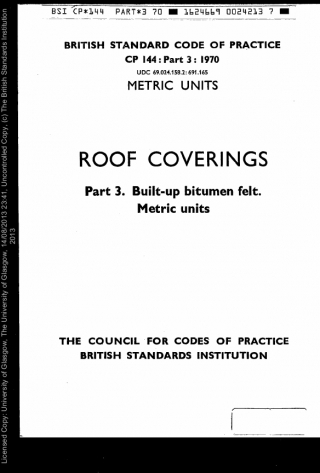 BSI CP*144 PART*3 70 ■ 1624669 0024213 7 ■
BRITISH STANDARD CODE OF PRACTICE
CP 144 : Part 3 : 1970
UDC 69.024.158.2: 691.165
METRIC UNITS
ROOF COVERINGS
Part 3. Built-up bitumen felt.
Metric units
THE COUNCIL FOR CODES OF PRACTICE
BRITISH STANDARDS INSTITUTION
Licensed Copy: University of Glasgow, The University of Glasgow, 14/08/2013 23:41, Uncontrolled Copy, (c) The British Standards Institution
2013